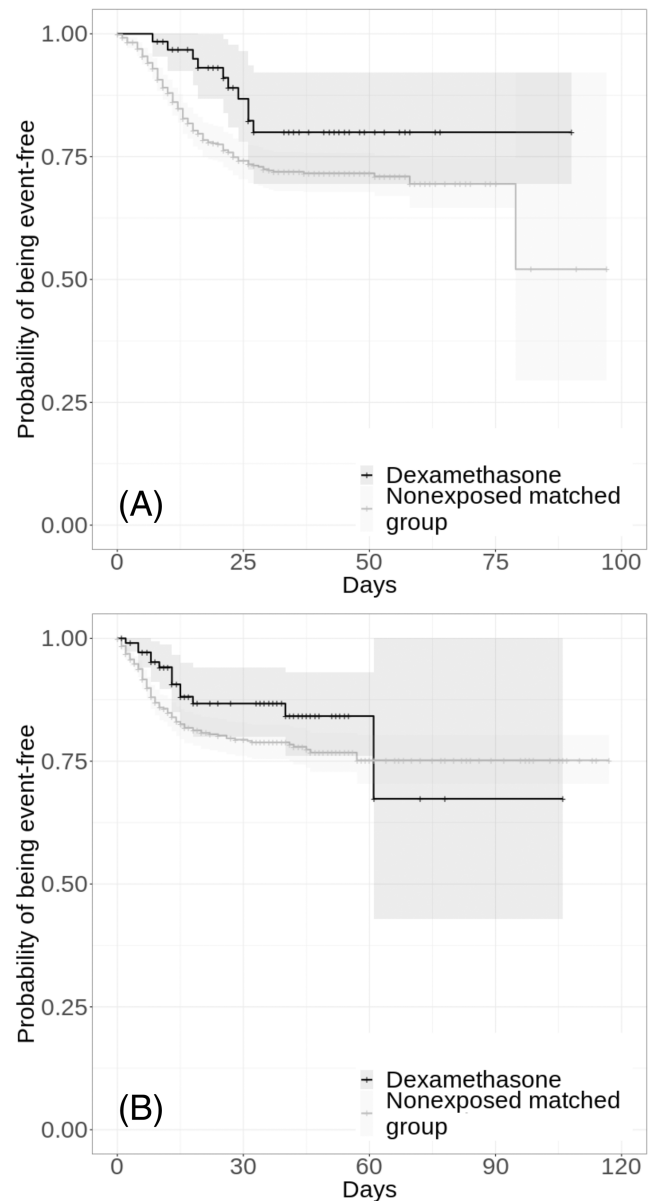 1.00
0.75
0.50
0.25
0.00
Probability of being event-free
Dexamethasone
Nonexposed matched
group
(A)
0 25 50 75 100
Days
1.00
0.75
0.50
0.25
0.00
Probability of being event-free
Dexamethasone
Nonexposed matched
group
(B)
0 30 60 90 120
Days